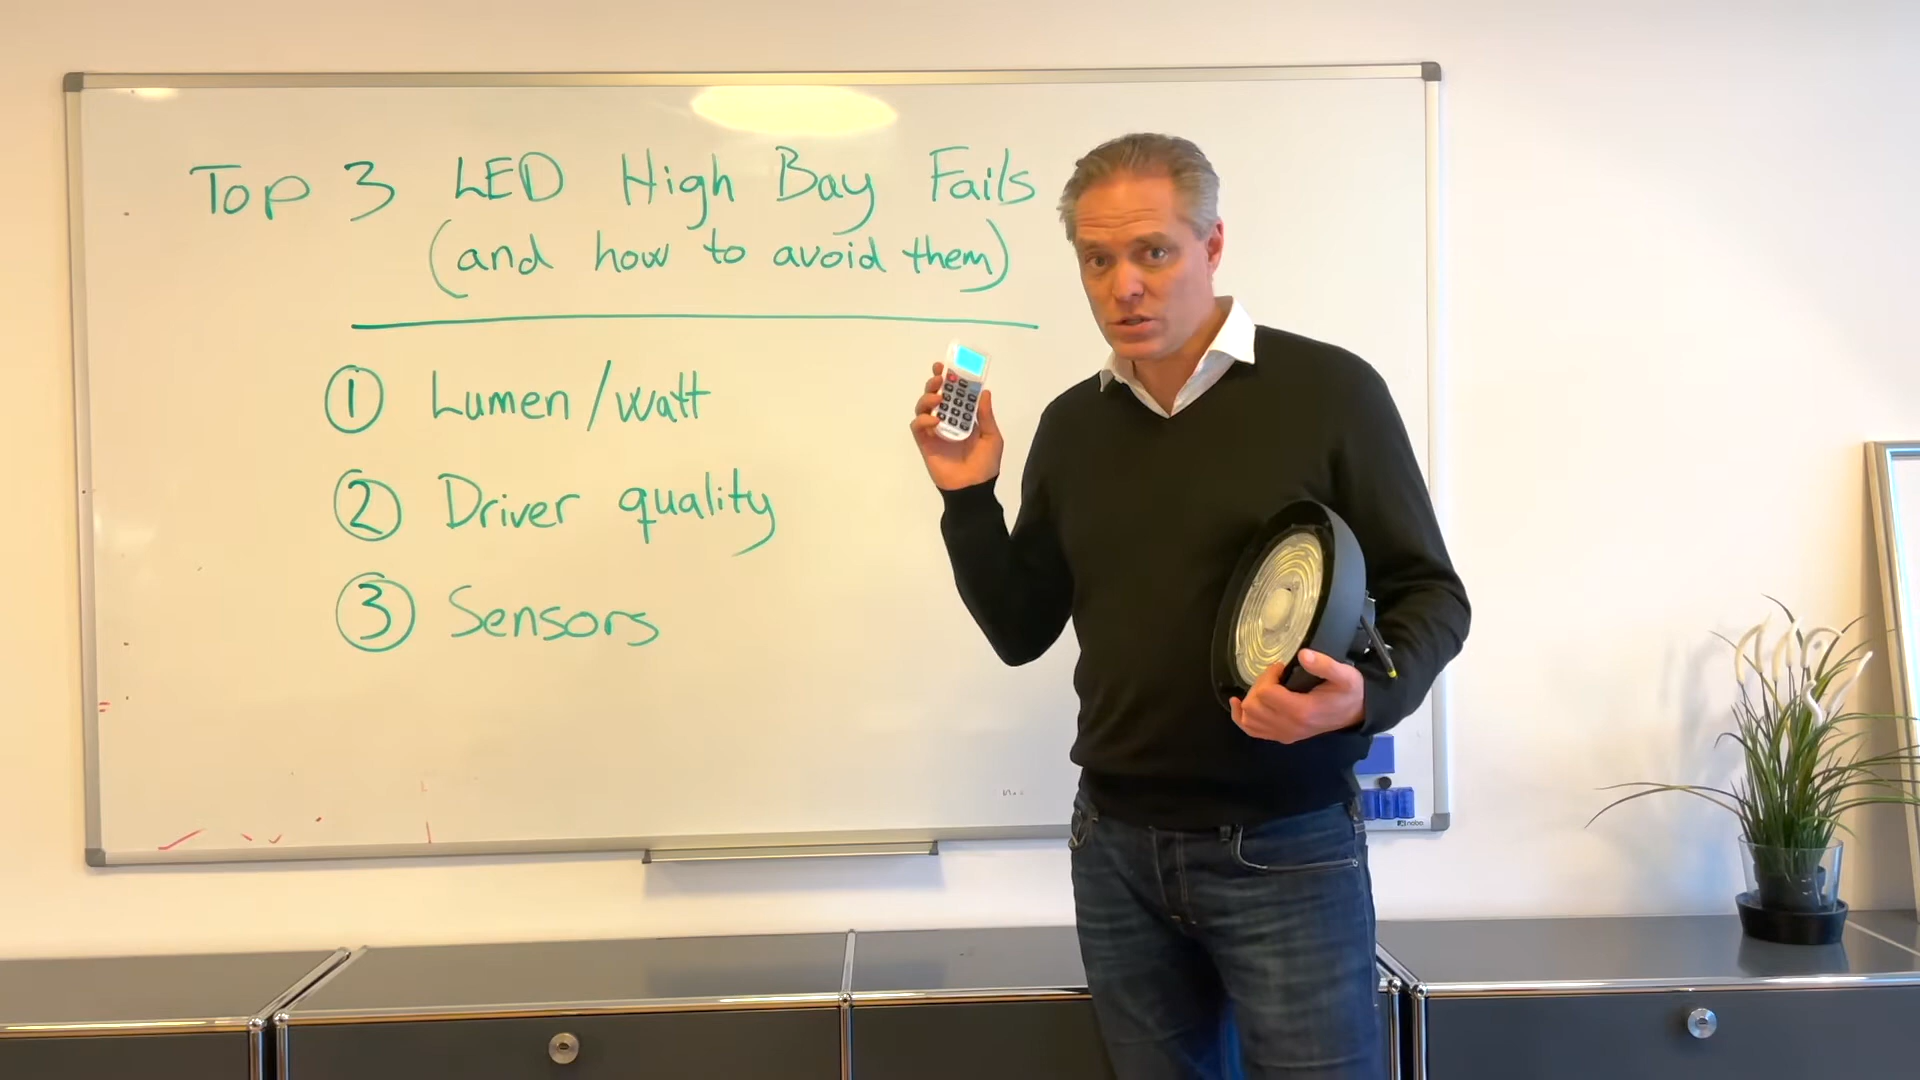 Top 3 LED High Bay Fails
(and how to avoid them)
① Lumen/watt
② Driver quality
③ Sensors
nobo